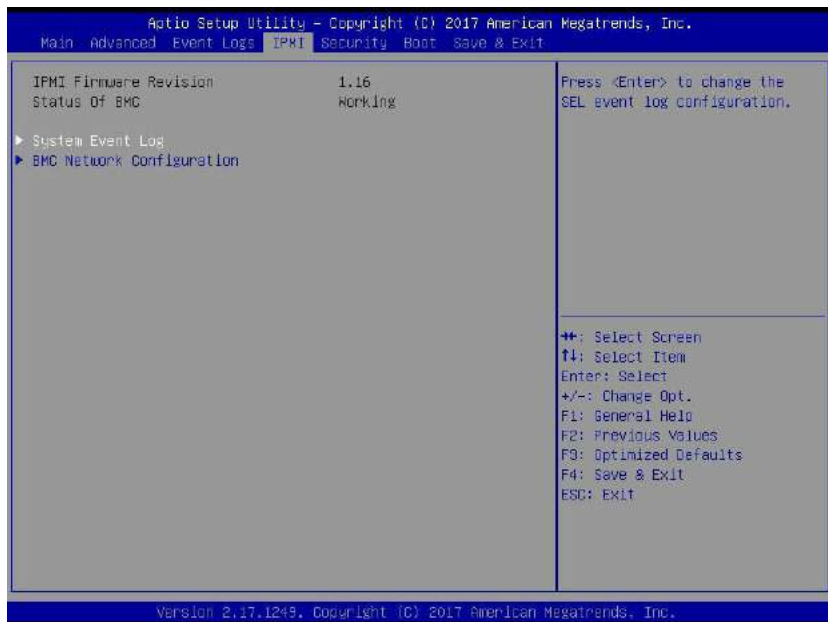 Aptio Setup Utility – Copyright (C) 2017 American Megatrends, Inc.
Main Advanced Event Logs IPMI Security Boot Save & Exit
IPMI Firmware Revision 1.16
Status Of BMC Working
► System Event Log
► BMC Network Configuration
Press <Enter> to change the
SEL event log configuration.
→←: Select Screen
↑↓: Select Item
Enter: Select
+/-: Change Opt.
F1: General Help
F2: Previous Values
F3: Optimized Defaults
F4: Save & Exit
ESC: Exit
Version 2.17.1249. Copyright (C) 2017 American Megatrends, Inc.